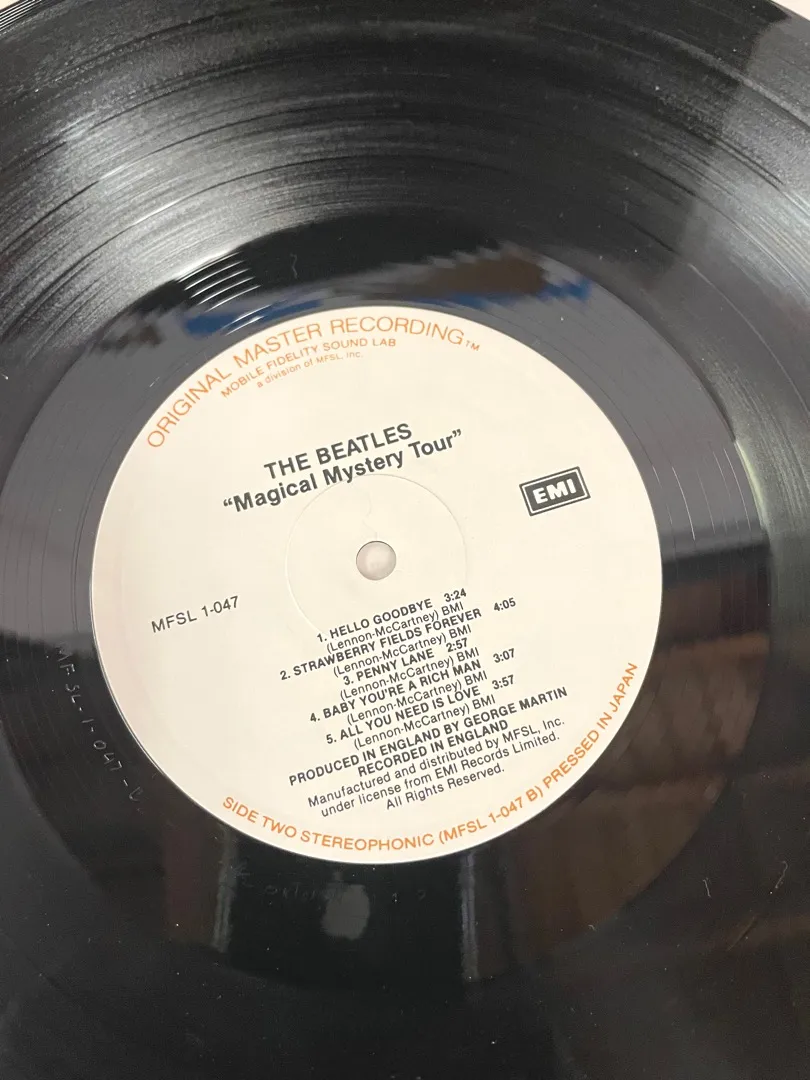 ORIGINAL MASTER RECORDING™
MOBILE FIDELITY SOUND LAB
a division of MFSL, Inc.
THE BEATLES
“Magical Mystery Tour”
EMI
MFSL 1-047
1. HELLO GOODBYE 3:24
(Lennon-McCartney) BMI
2. STRAWBERRY FIELDS FOREVER 4:05
(Lennon-McCartney) BMI
3. PENNY LANE 2:57
(Lennon-McCartney) BMI
4. BABY YOU'RE A RICH MAN 3:07
(Lennon-McCartney) BMI
5. ALL YOU NEED IS LOVE 3:57
(Lennon-McCartney) BMI
PRODUCED IN ENGLAND BY GEORGE MARTIN
RECORDED IN ENGLAND
Manufactured and distributed by MFSL, Inc.
under license from EMI Records Limited.
All Rights Reserved.
SIDE TWO STEREOPHONIC (MFSL 1-047 B) PRESSED IN JAPAN